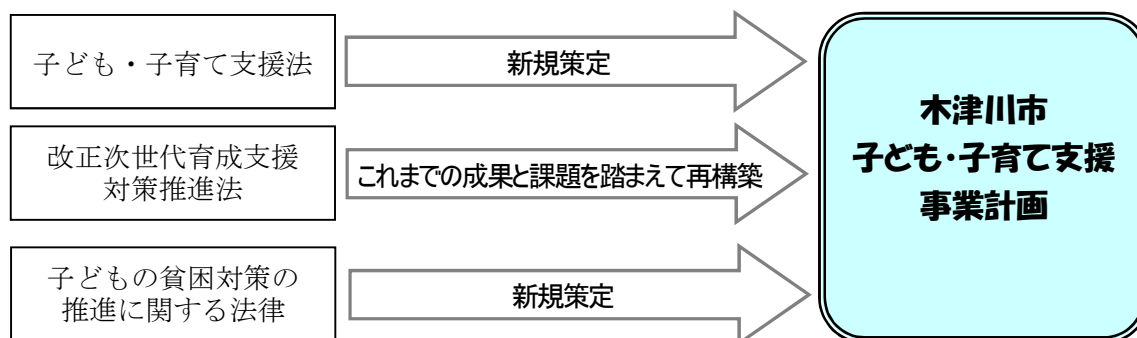 子ども・子育て支援法
新規策定
改正次世代育成支援
対策推進法
これまでの成果と課題を踏まえて再構築
子どもの貧困対策の
推進に関する法律
新規策定
木津川市
子ども・子育て支援
事業計画